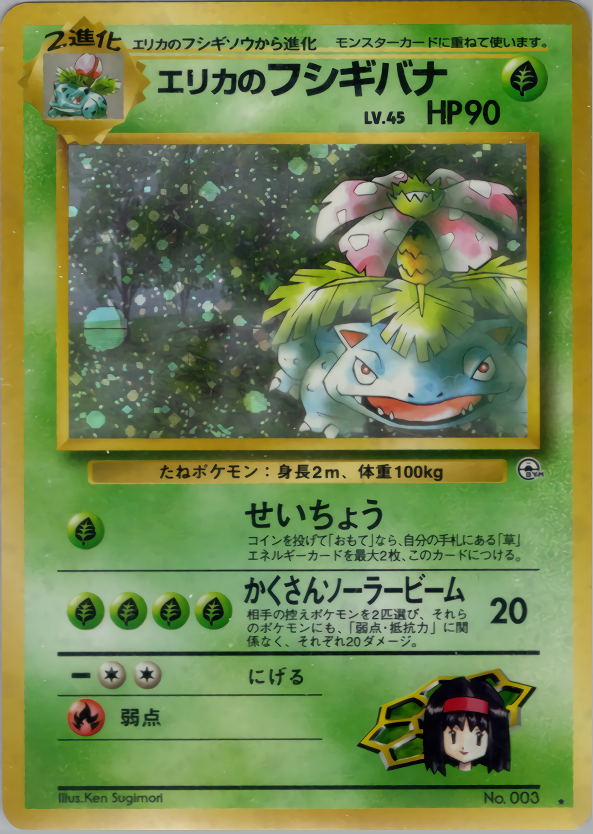 2進化
エリカのフシギソウから進化
モンスターカードに重ねて使います。
エリカのフシギバナ
LV.45 HP90
たねポケモン：身長2m、体重100kg
せいちょう
コインを投げて「おもて」なら、自分の手札にある「草」
エネルギーカードを最大2枚、このカードにつける。
かくさんソーラービーム
20
相手の控えポケモンを2匹選び、それら
のポケモンにも、「弱点・抵抗力」に関
係なく、それぞれ20ダメージ。
にげる
弱点
Illus.Ken Sugimori
No. 003